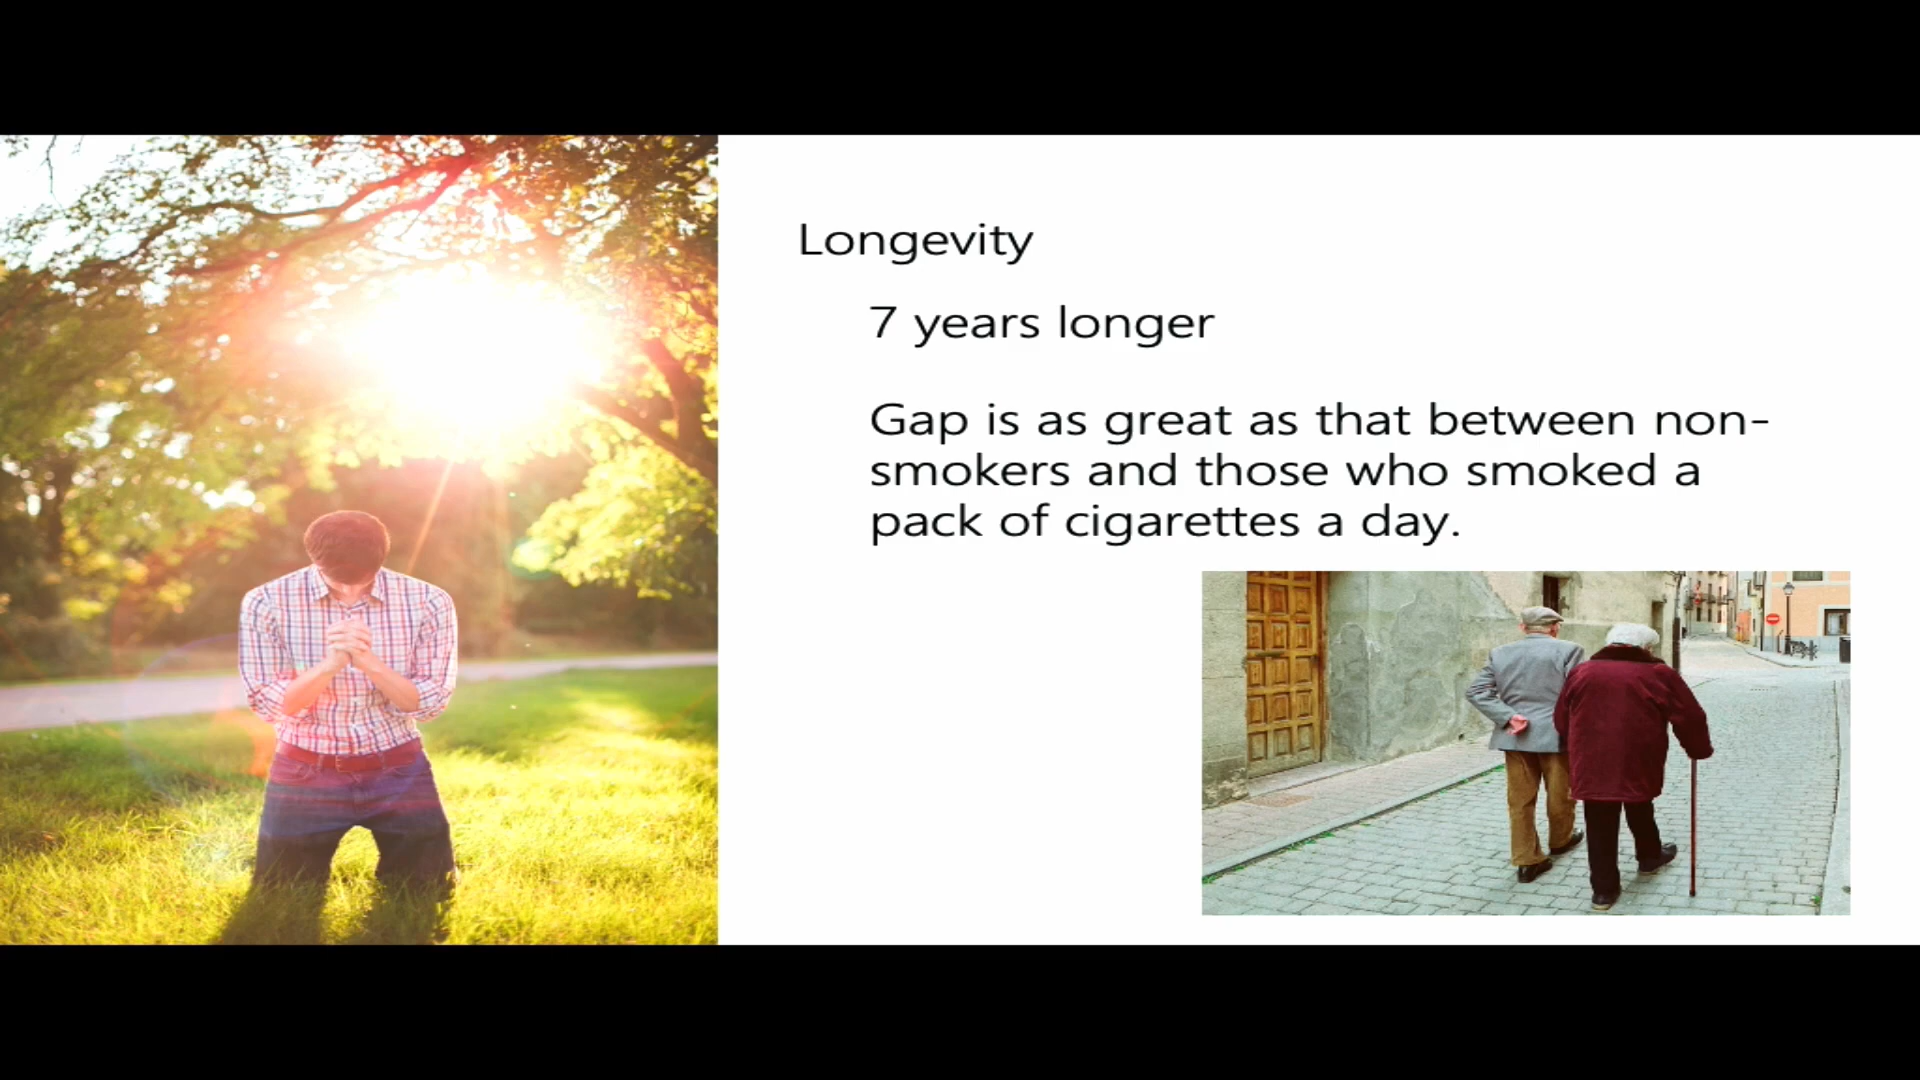 Longevity
7 years longer
Gap is as great as that between non-
smokers and those who smoked a
pack of cigarettes a day.